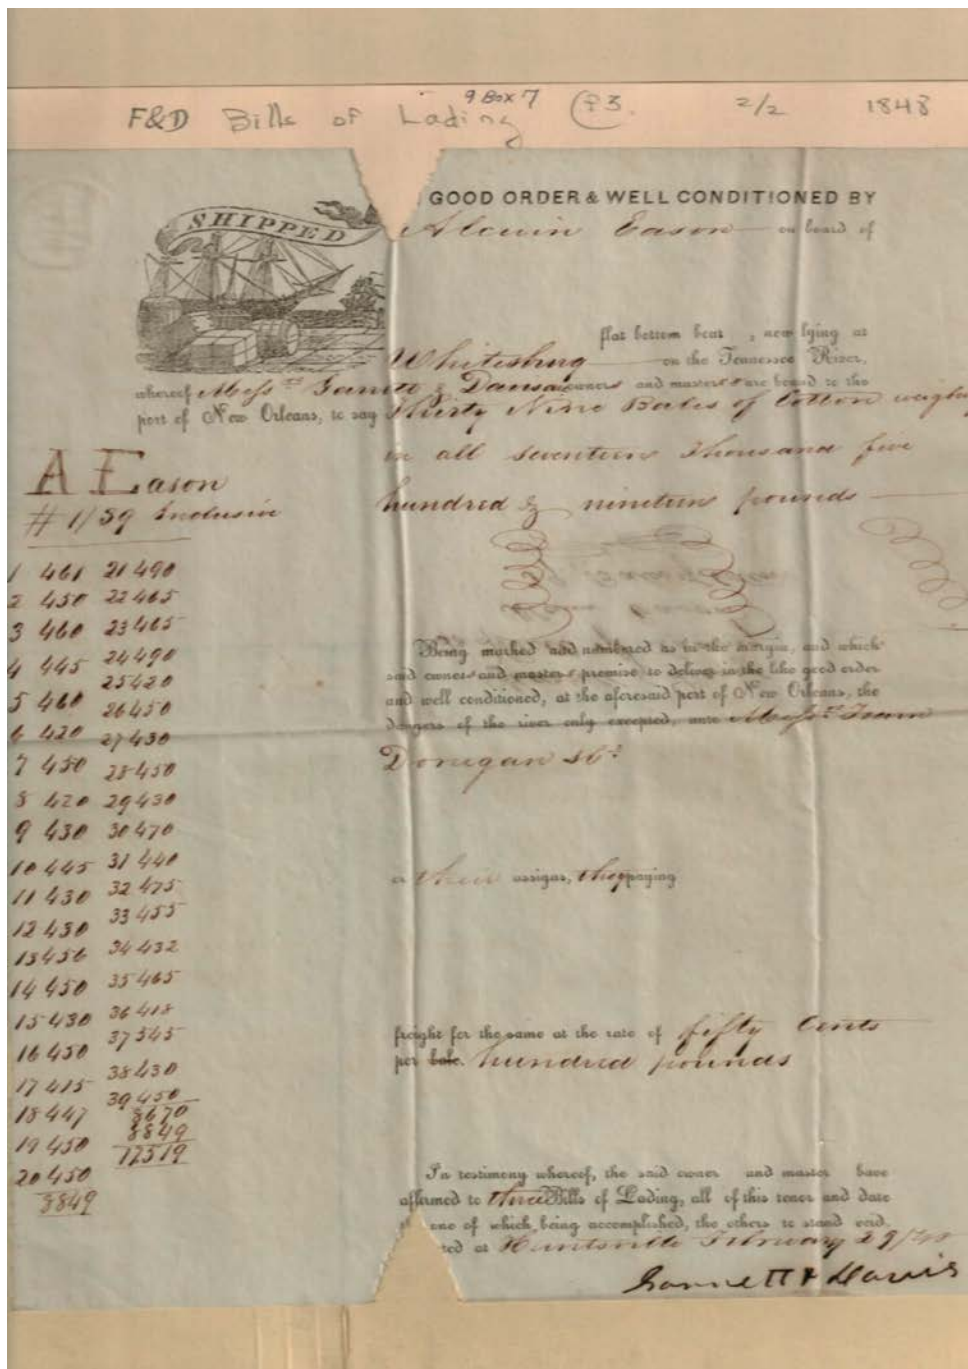 9 Box 7
F&D Bills of Lading 2/2 1848
SHIPPED
GOOD ORDER & WELL CONDITIONED BY
Alcuin Eason on board of
flat bottom boat , now lying at
Whitesburg on the Tennessee River,
whereof Messrs & owners and masters are bound to the
port of New Orleans, to say Thirty Nine Bales of Cotton weighing
in all seventeen thousand five
hundred & nineteen pounds
A Eason
# 1/39 Inclusive
1 461 21 490
2 450 22 465
3 460 23 465
4 445 24 490
25 420
5 460 26 450
6 420 27 430
7 450 28 450
8 420 29 430
9 430 30 470
10 445 31 440
11 430 32 475
12 430 33 455
13 456 34 432
14 450 35 465
15 430 36 418
16 450 37 345
17 415 38 430
39 450
18 447 8670
19 450 8849
20 450 17519
8849
Being marked and numbered as in the margin, and which
said owners and masters promise to deliver in the like good order
and well conditioned, at the aforesaid port of New Orleans, the
dangers of the river only excepted, unto Messrs
Donegan & Co
or their assigns, they paying
freight for the same at the rate of fifty Cents
per bale. hundred pounds
In testimony whereof, the said owner and master have
affirmed to three Bills of Lading, all of this tenor and date
one of which, being accomplished, the others to stand void.
ted at Huntsville February 29/48
Garnett & Davis